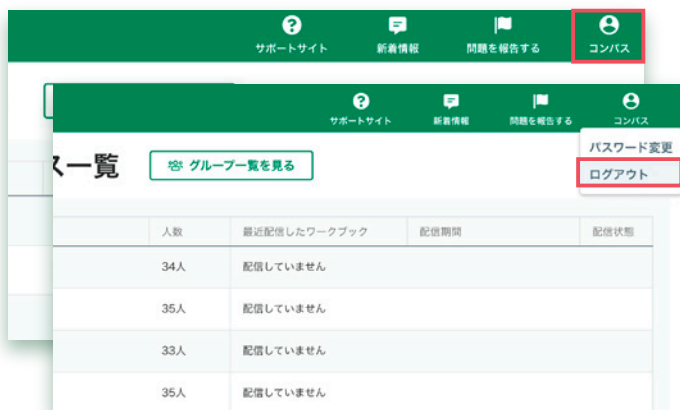 サポートサイト 新着情報 問題を報告する コンパス
サポートサイト 新着情報 問題を報告する コンパス
パスワード変更
ログアウト
ス一覧 グループ一覧を見る
人数 最近配信したワークブック 配信期間 配信状態
34人 配信していません
35人 配信していません
33人 配信していません
35人 配信していません